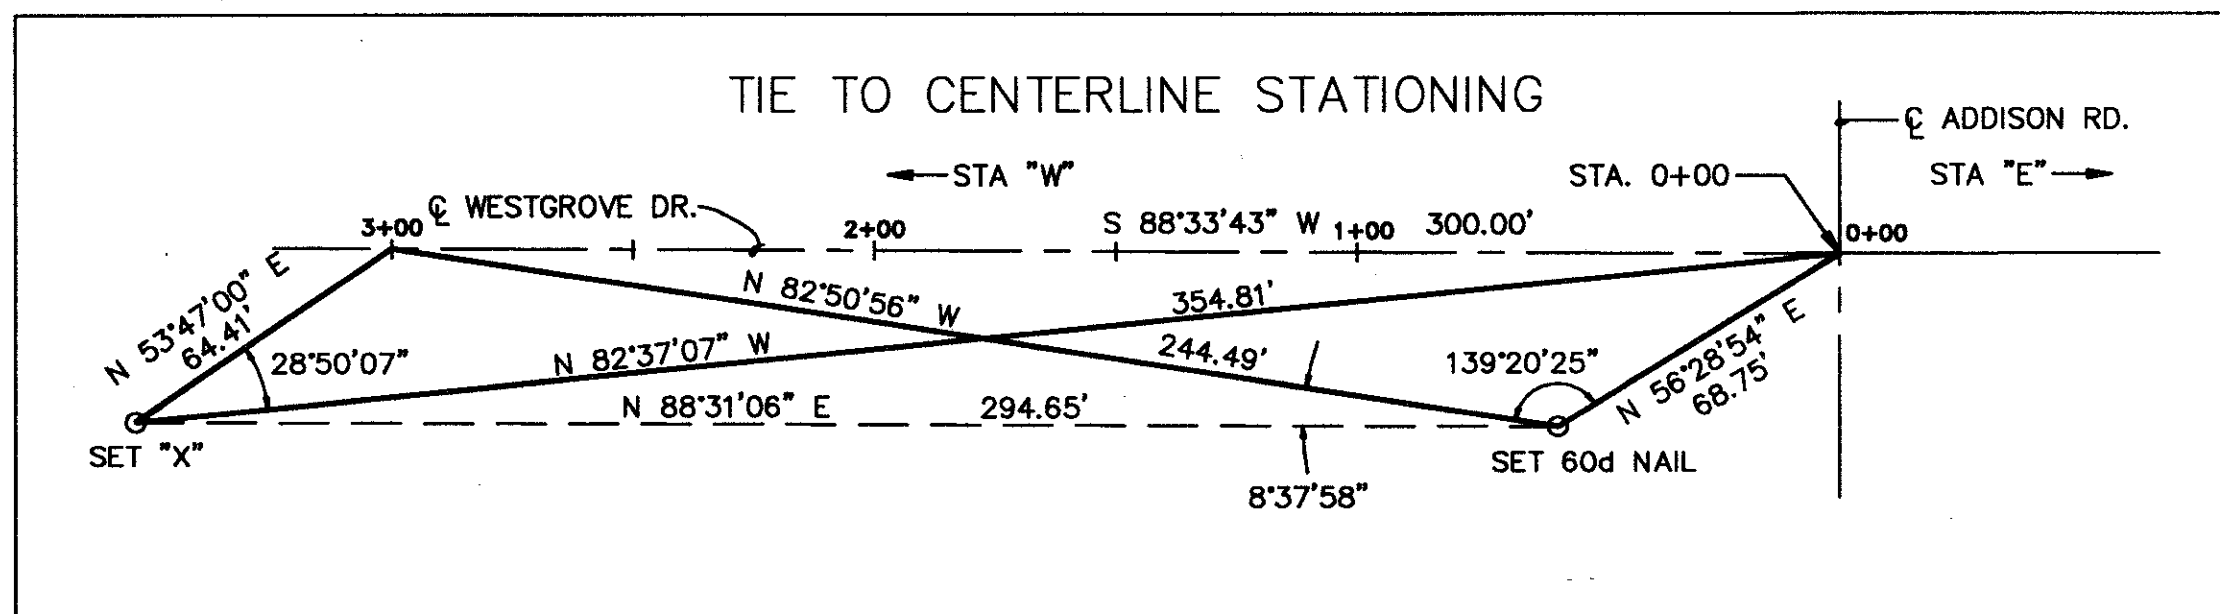 TIE TO CENTERLINE STATIONING
℄ ADDISON RD.
STA "W"
STA. 0+00
STA "E"
℄ WESTGROVE DR.
3+00
2+00
S 88°33'43" W
1+00
300.00'
0+00
N 53°47'00" E
64.41'
N 82°50'56" W
244.49'
354.81'
N 82°37'07" W
28°50'07"
139°20'25"
N 56°28'54" E
68.75'
N 88°31'06" E
294.65'
SET "X"
SET 60d NAIL
8°37'58"